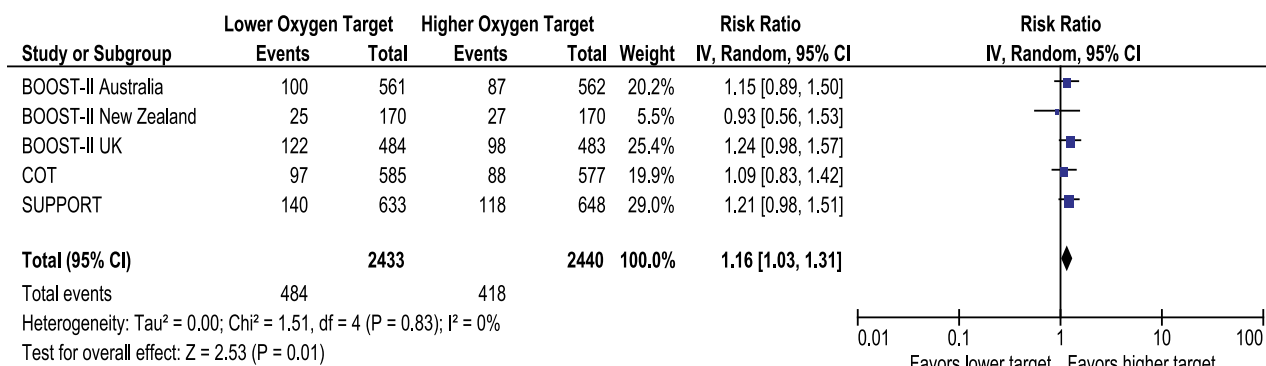 Lower Oxygen Target Higher Oxygen Target Risk Ratio Risk Ratio
Study or Subgroup Events Total Events Total Weight IV, Random, 95% CI IV, Random, 95% CI
BOOST-II Australia 100 561 87 562 20.2% 1.15 [0.89, 1.50]
BOOST-II New Zealand 25 170 27 170 5.5% 0.93 [0.56, 1.53]
BOOST-II UK 122 484 98 483 25.4% 1.24 [0.98, 1.57]
COT 97 585 88 577 19.9% 1.09 [0.83, 1.42]
SUPPORT 140 633 118 648 29.0% 1.21 [0.98, 1.51]
Total (95% CI) 2433 2440 100.0% 1.16 [1.03, 1.31]
Total events 484 418
Heterogeneity: Tau² = 0.00; Chi² = 1.51, df = 4 (P = 0.83); I² = 0%
Test for overall effect: Z = 2.53 (P = 0.01)
0.01 0.1 1 10 100
Favors lower target Favors higher target